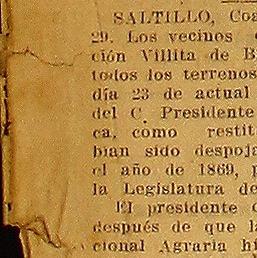 SALTILLO, Coa
29. Los vecinos
ción Villita de B
todos los terrenos
día 23 de actual
del C. Presidente
ca, como restit
bian sido despoja
el año de 1869, p
la Legislatura de
El presidente
después de que la
cional Agraria hi